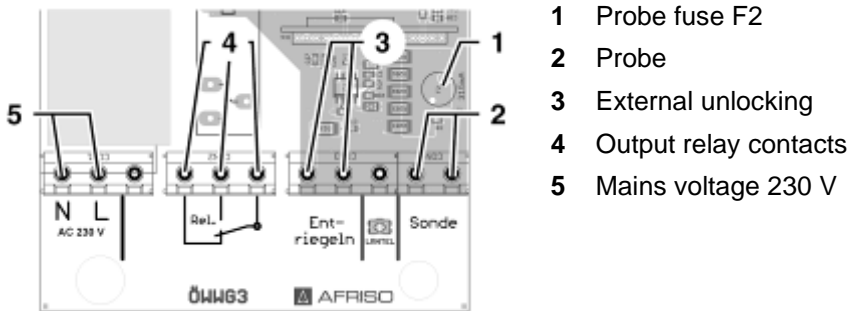 1 Probe fuse F2
2 Probe
3 External unlocking
4 Output relay contacts
5 Mains voltage 230 V
4 3 1
5 2
N L
AC 230 V
Rel.
Ent-
riegeln
Sonde
ÖWWG3 AFRISO